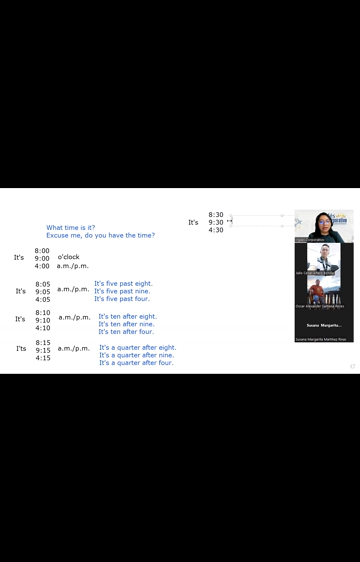 What time is it?
Excuse me, do you have the time?
8:00
It's 9:00 o'clock
4:00 a.m./p.m.
8:05
It's 9:05 a.m./p.m.
4:05
It's five past eight.
It's five past nine.
It's five past four.
8:10
It's 9:10 a.m./p.m.
4:10
It's ten after eight.
It's ten after nine.
It's ten after four.
8:15
I'ts 9:15 a.m./p.m.
4:15
It's a quarter after eight.
It's a quarter after nine.
It's a quarter after four.
8:30
It's 9:30
4:30
Susana Margarita...
Susana Margarita Martinez Rivas